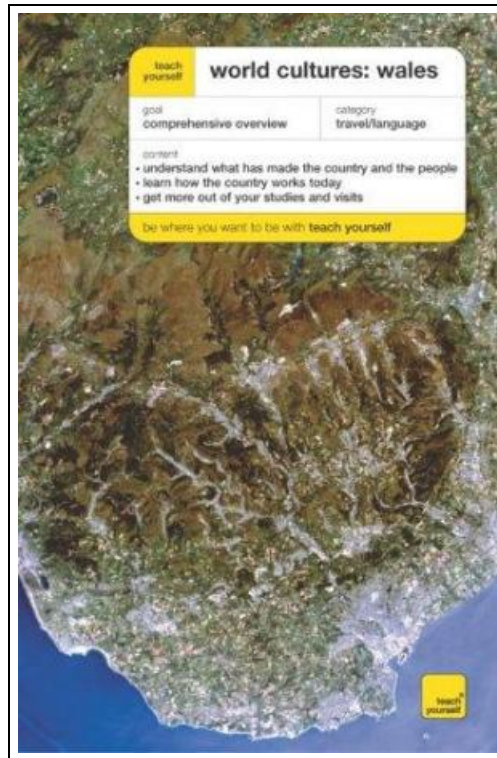 teach
yourself
world cultures: wales
goal
comprehensive overview
category
travel/language
content
• understand what has made the country and the people
• learn how the country works today
• get more out of your studies and visits
be where you want to be with teach yourself
teach®
yourself